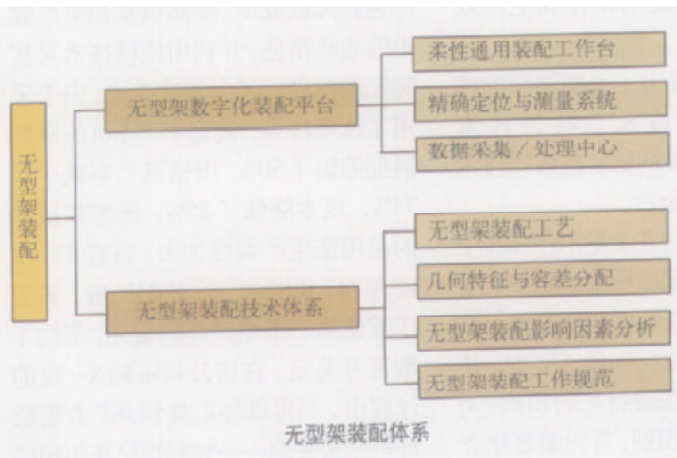 无型架装配
无型架数字化装配平台
柔性通用装配工作台
精确定位与测量系统
数据采集/处理中心
无型架装配技术体系
无型架装配工艺
几何特征与容差分配
无型架装配影响因素分析
无型架装配工作规范
无型架装配体系